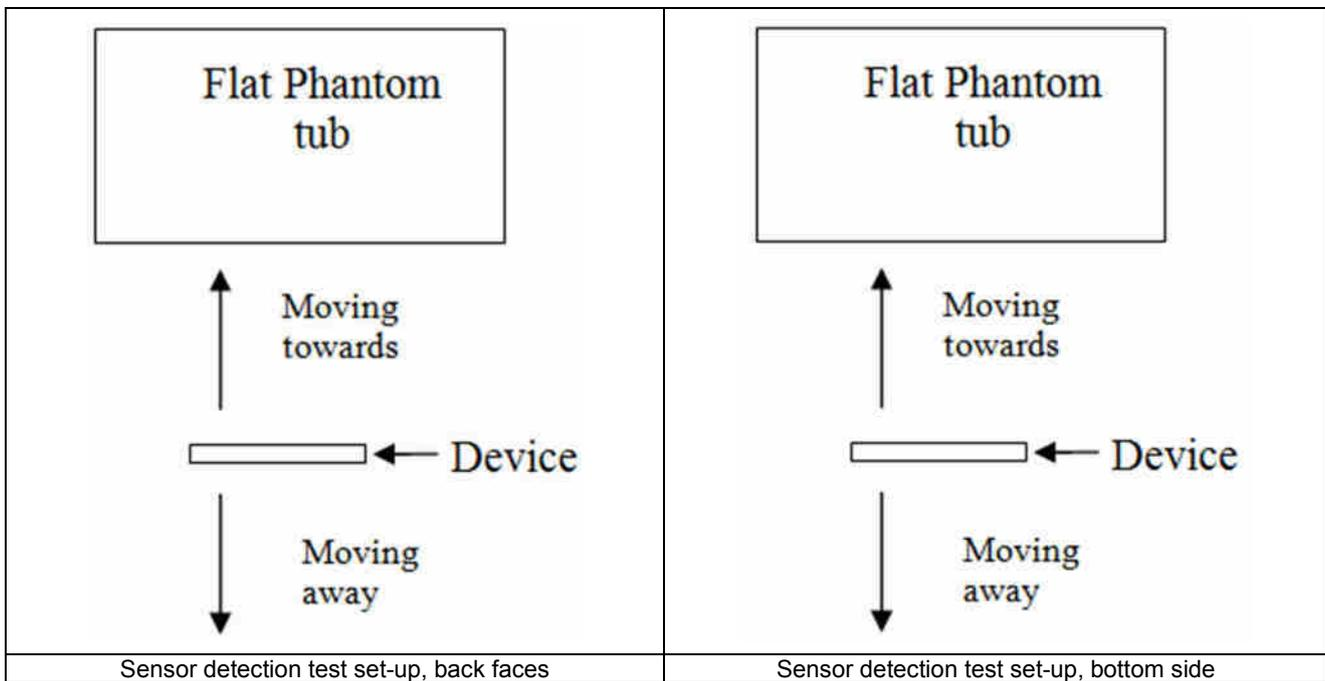 Flat Phantom
tub
Moving
towards
Device
Moving
away
Sensor detection test set-up, back faces
Flat Phantom
tub
Moving
towards
Device
Moving
away
Sensor detection test set-up, bottom side